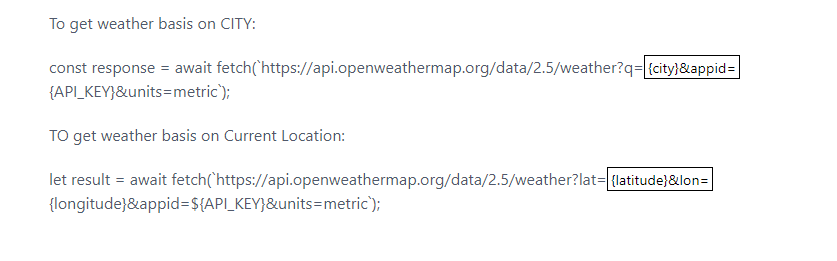 To get weather basis on CITY:
const response = await fetch(`https://api.openweathermap.org/data/2.5/weather?q={city}&appid=
{API_KEY}&units=metric`);
TO get weather basis on Current Location:
let result = await fetch(`https://api.openweathermap.org/data/2.5/weather?lat={latitude}&lon=
{longitude}&appid=${API_KEY}&units=metric`);